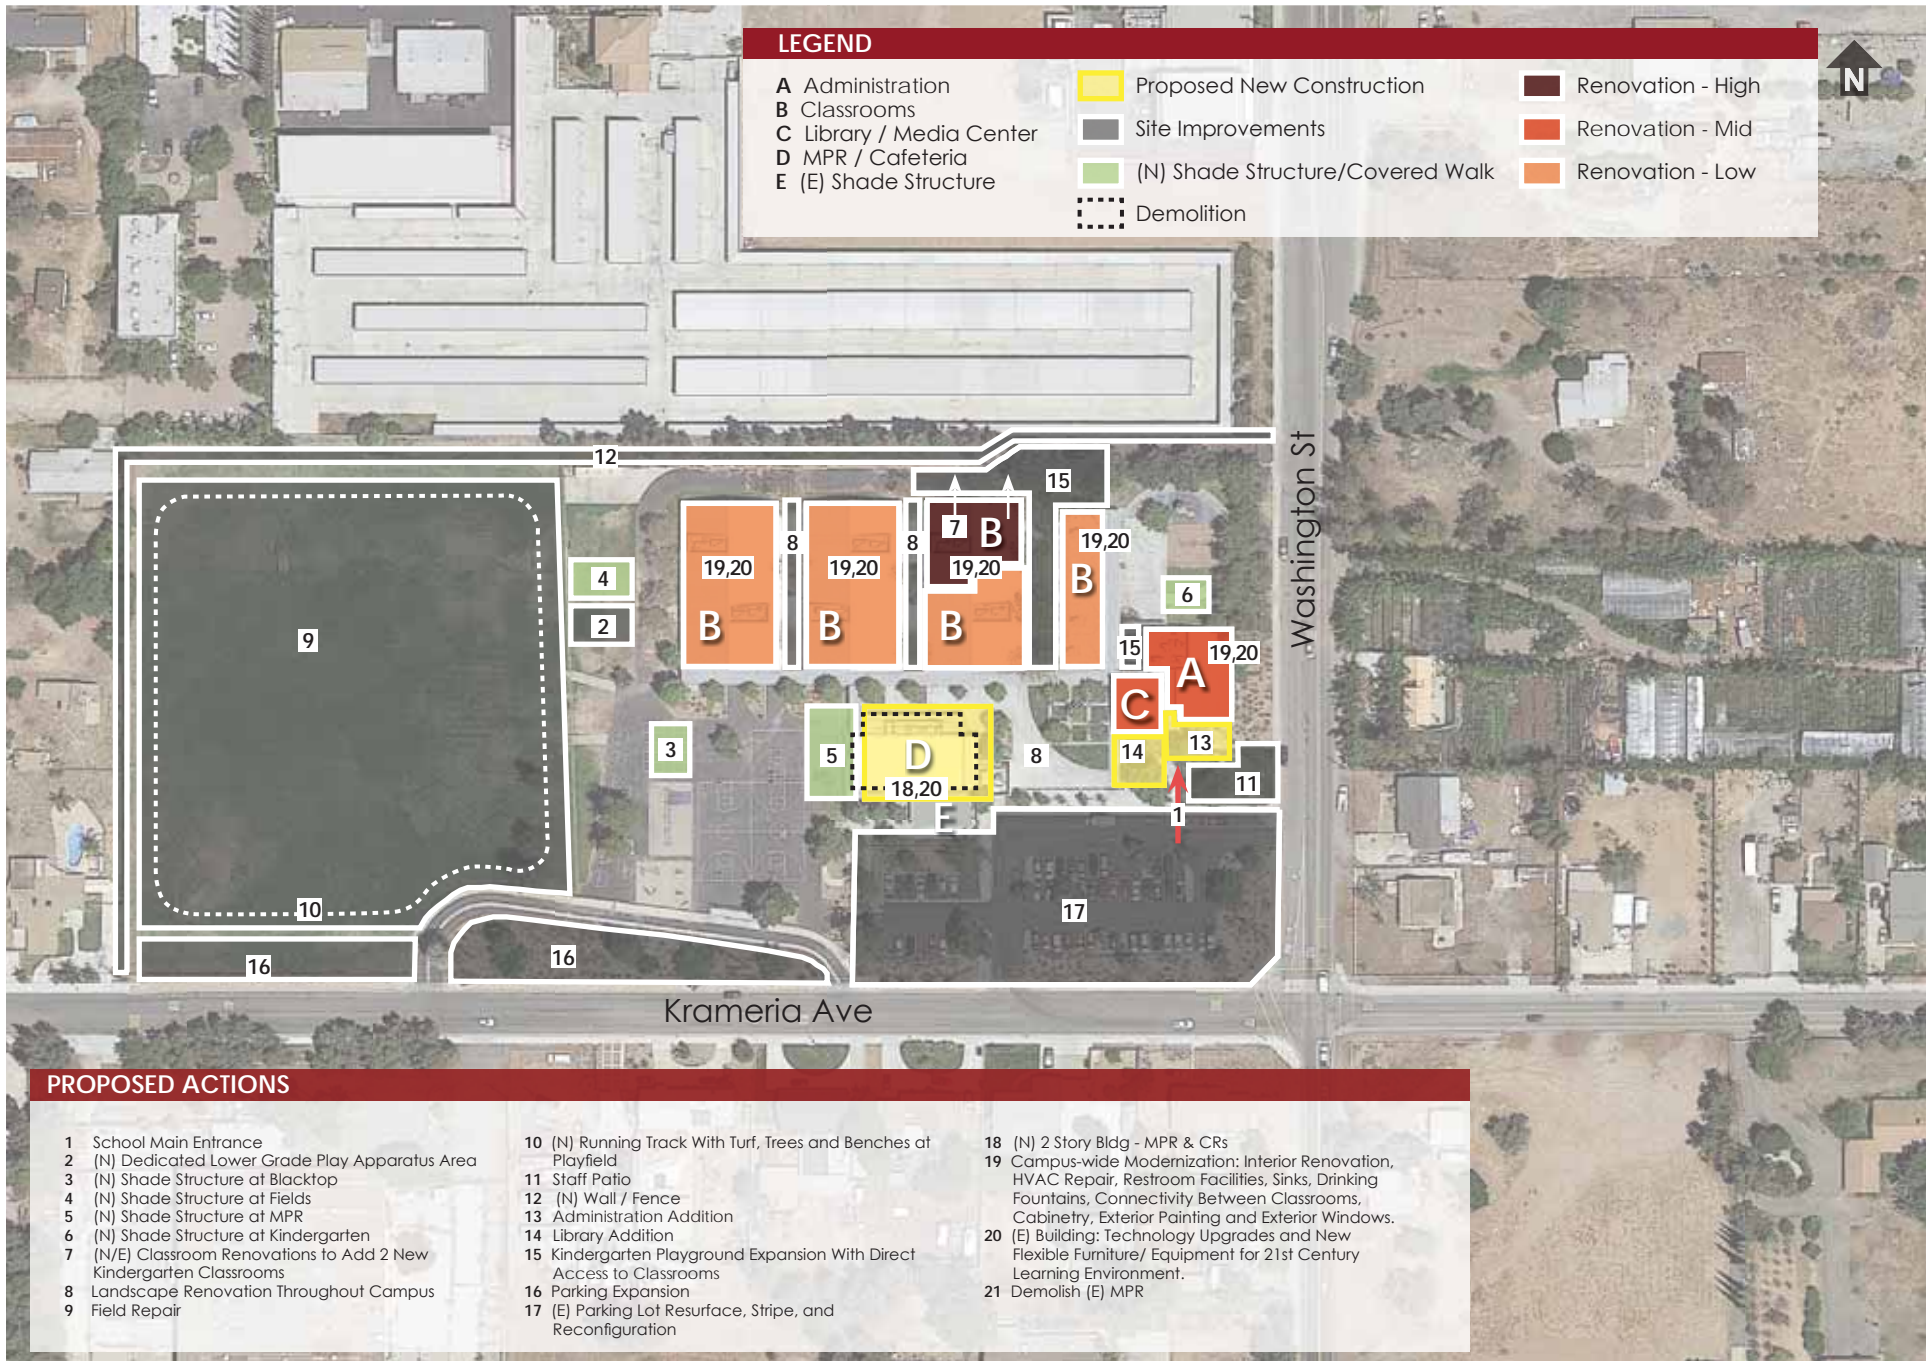 LEGEND
A Administration
B Classrooms
C Library / Media Center
D MPR / Cafeteria
E (E) Shade Structure
Proposed New Construction
Site Improvements
(N) Shade Structure/Covered Walk
Demolition
Renovation - High
Renovation - Mid
Renovation - Low
N
12
15
7
B
8
8
19,20
19,20
19,20
19,20
4
B
6
2
9
B
B
B
15
19,20
A
C
3
5
D
8
14
13
18,20
11
E
1
10
17
16
16
Washington St
Krameria Ave
PROPOSED ACTIONS
1 School Main Entrance
2 (N) Dedicated Lower Grade Play Apparatus Area
3 (N) Shade Structure at Blacktop
4 (N) Shade Structure at Fields
5 (N) Shade Structure at MPR
6 (N) Shade Structure at Kindergarten
7 (N/E) Classroom Renovations to Add 2 New
Kindergarten Classrooms
8 Landscape Renovation Throughout Campus
9 Field Repair
10 (N) Running Track With Turf, Trees and Benches at
Playfield
11 Staff Patio
12 (N) Wall / Fence
13 Administration Addition
14 Library Addition
15 Kindergarten Playground Expansion With Direct
Access to Classrooms
16 Parking Expansion
17 (E) Parking Lot Resurface, Stripe, and
Reconfiguration
18 (N) 2 Story Bldg - MPR & CRs
19 Campus-wide Modernization: Interior Renovation,
HVAC Repair, Restroom Facilities, Sinks, Drinking
Fountains, Connectivity Between Classrooms,
Cabinetry, Exterior Painting and Exterior Windows.
20 (E) Building: Technology Upgrades and New
Flexible Furniture/ Equipment for 21st Century
Learning Environment.
21 Demolish (E) MPR